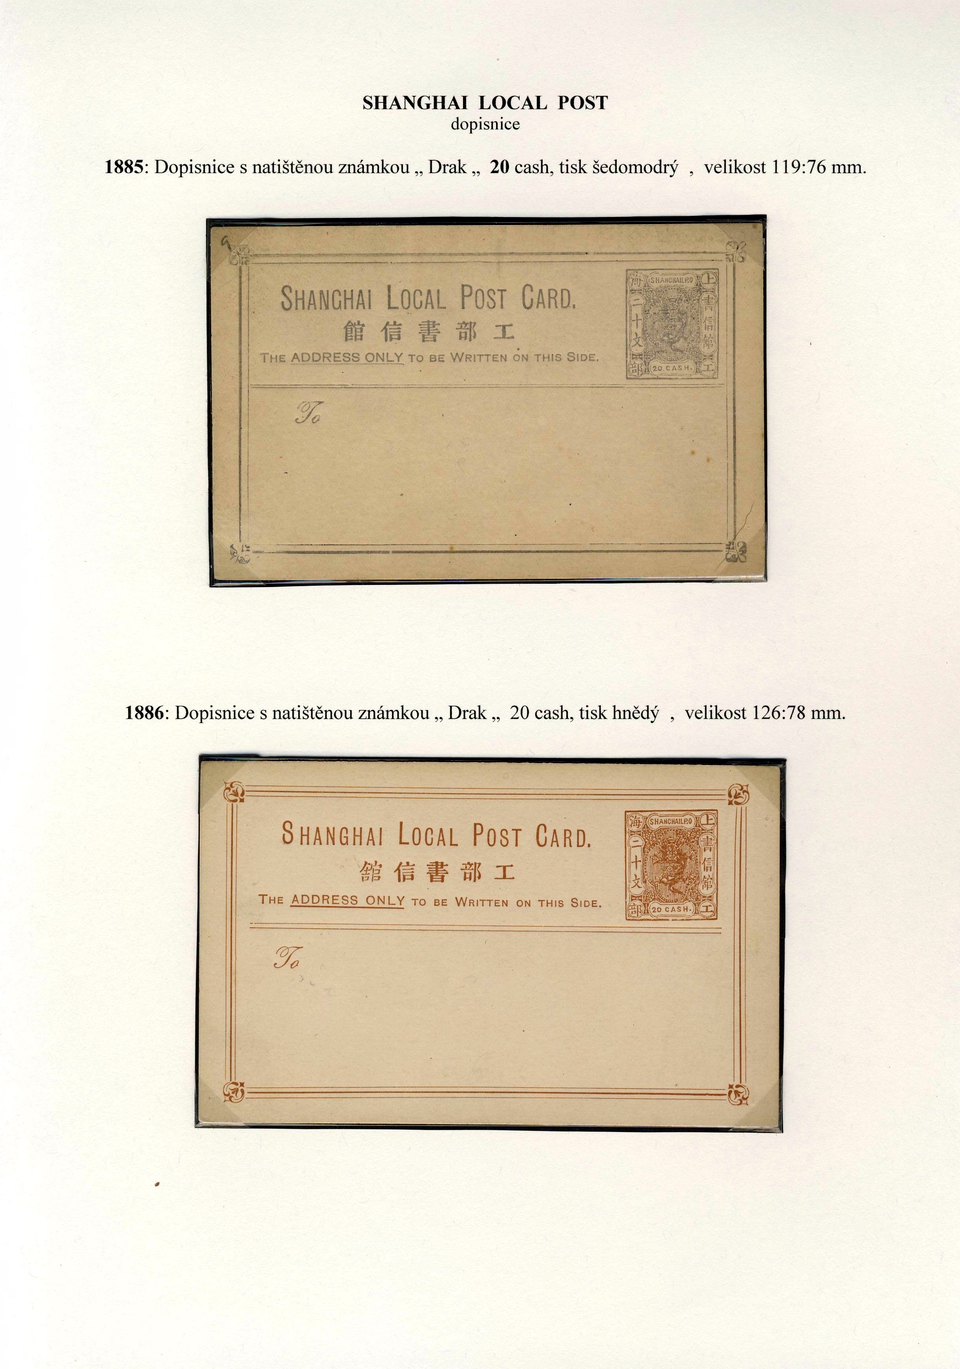 SHANGHAI LOCAL POST
dopisnice
1885: Dopisnice s natištěnou známkou „ Drak „ 20 cash, tisk šedomodrý , velikost 119:76 mm.
SHANGHAI LOCAL POST CARD.
館信書部工
THE ADDRESS ONLY TO BE WRITTEN ON THIS SIDE.
海 SHANGHAI L.P.O 上
二十文
書信館
部 20 CASH. 工
To
1886: Dopisnice s natištěnou známkou „ Drak „ 20 cash, tisk hnědý , velikost 126:78 mm.
SHANGHAI LOCAL POST CARD.
館信書部工
THE ADDRESS ONLY TO BE WRITTEN ON THIS SIDE.
海 SHANGHAI L.P.O 上
二十文
書信館
部 20 CASH. 工
To